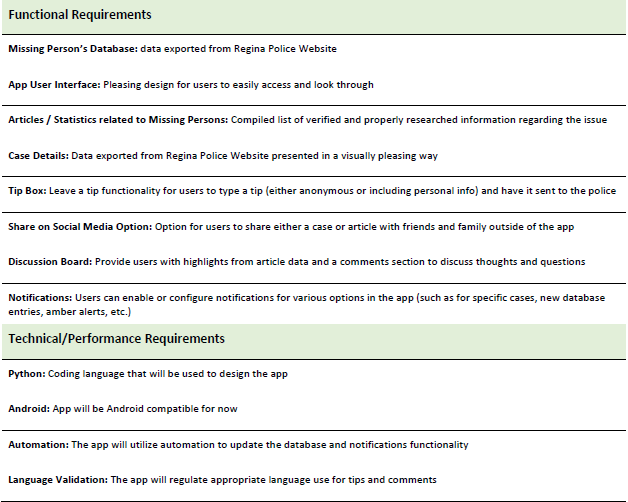 Functional Requirements
Missing Person's Database: data exported from Regina Police Website
App User Interface: Pleasing design for users to easily access and look through
Articles / Statistics related to Missing Persons: Compiled list of verified and properly researched information regarding the issue
Case Details: Data exported from Regina Police Website presented in a visually pleasing way
Tip Box: Leave a tip functionality for users to type a tip (either anonymous or including personal info) and have it sent to the police
Share on Social Media Option: Option for users to share either a case or article with friends and family outside of the app
Discussion Board: Provide users with highlights from article data and a comments section to discuss thoughts and questions
Notifications: Users can enable or configure notifications for various options in the app (such as for specific cases, new database
entries, amber alerts, etc.)
Technical/Performance Requirements
Python: Coding language that will be used to design the app
Android: App will be Android compatible for now
Automation: The app will utilize automation to update the database and notifications functionality
Language Validation: The app will regulate appropriate language use for tips and comments